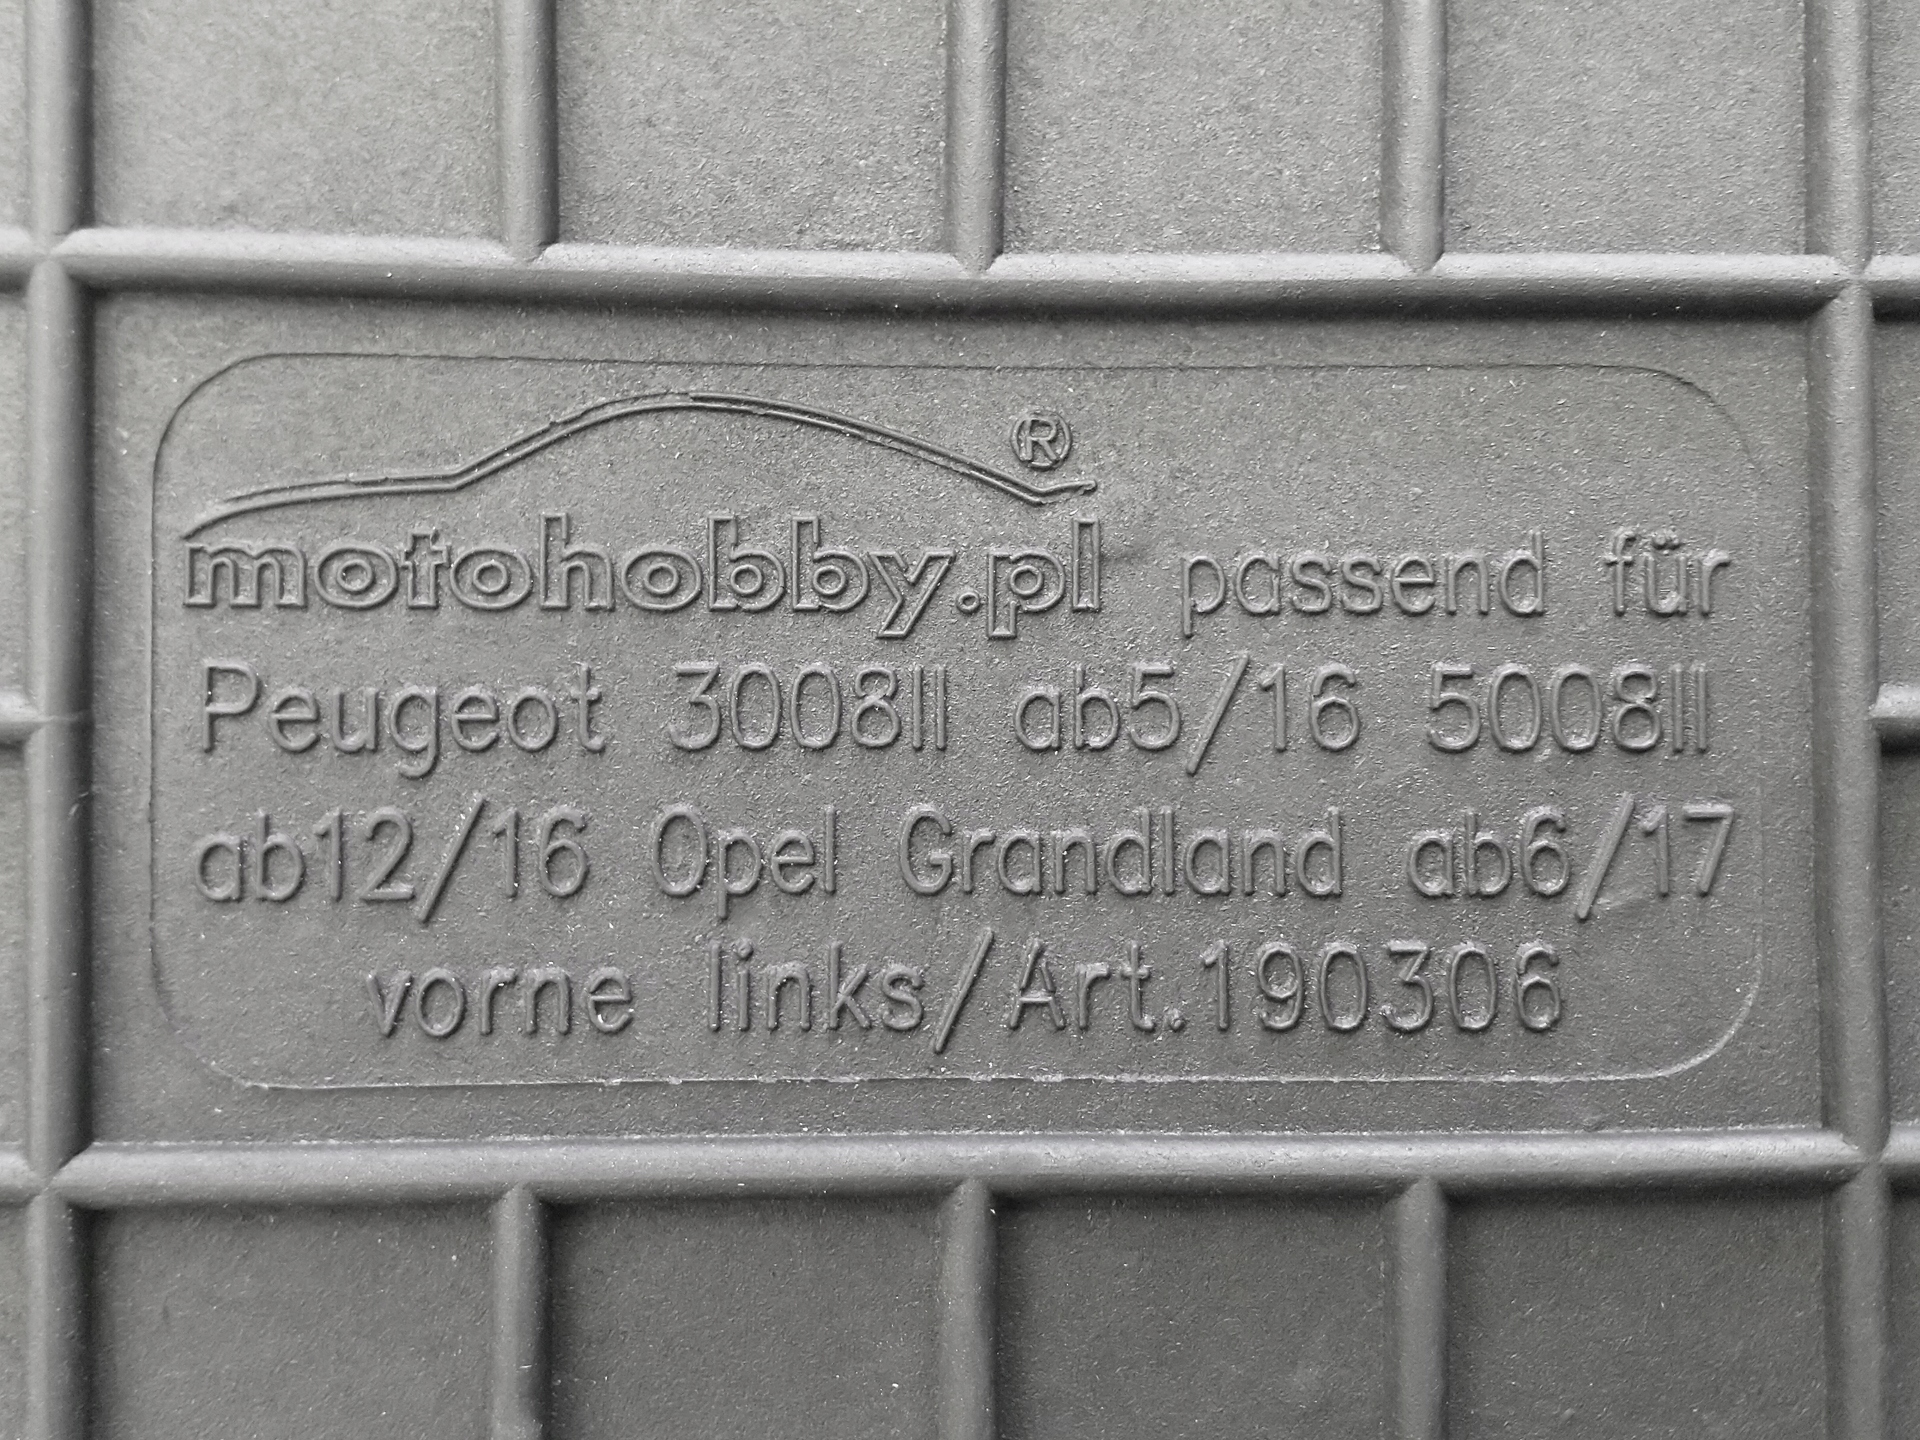 motohobby.pl ® passend für
Peugeot 3008II ab5/16 5008II
ab12/16 Opel Grandland ab6/17
vorne links/Art.190306